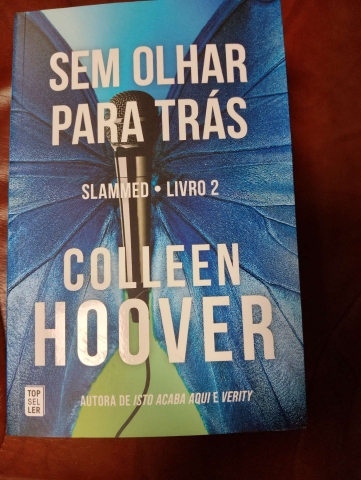 SEM OLHAR
PARA TRÁS
SLAMMED • LIVRO 2
COLLEEN
HOOVER
TOP
SEL
LER
AUTORA DE ISTO ACABA AQUI E VERITY